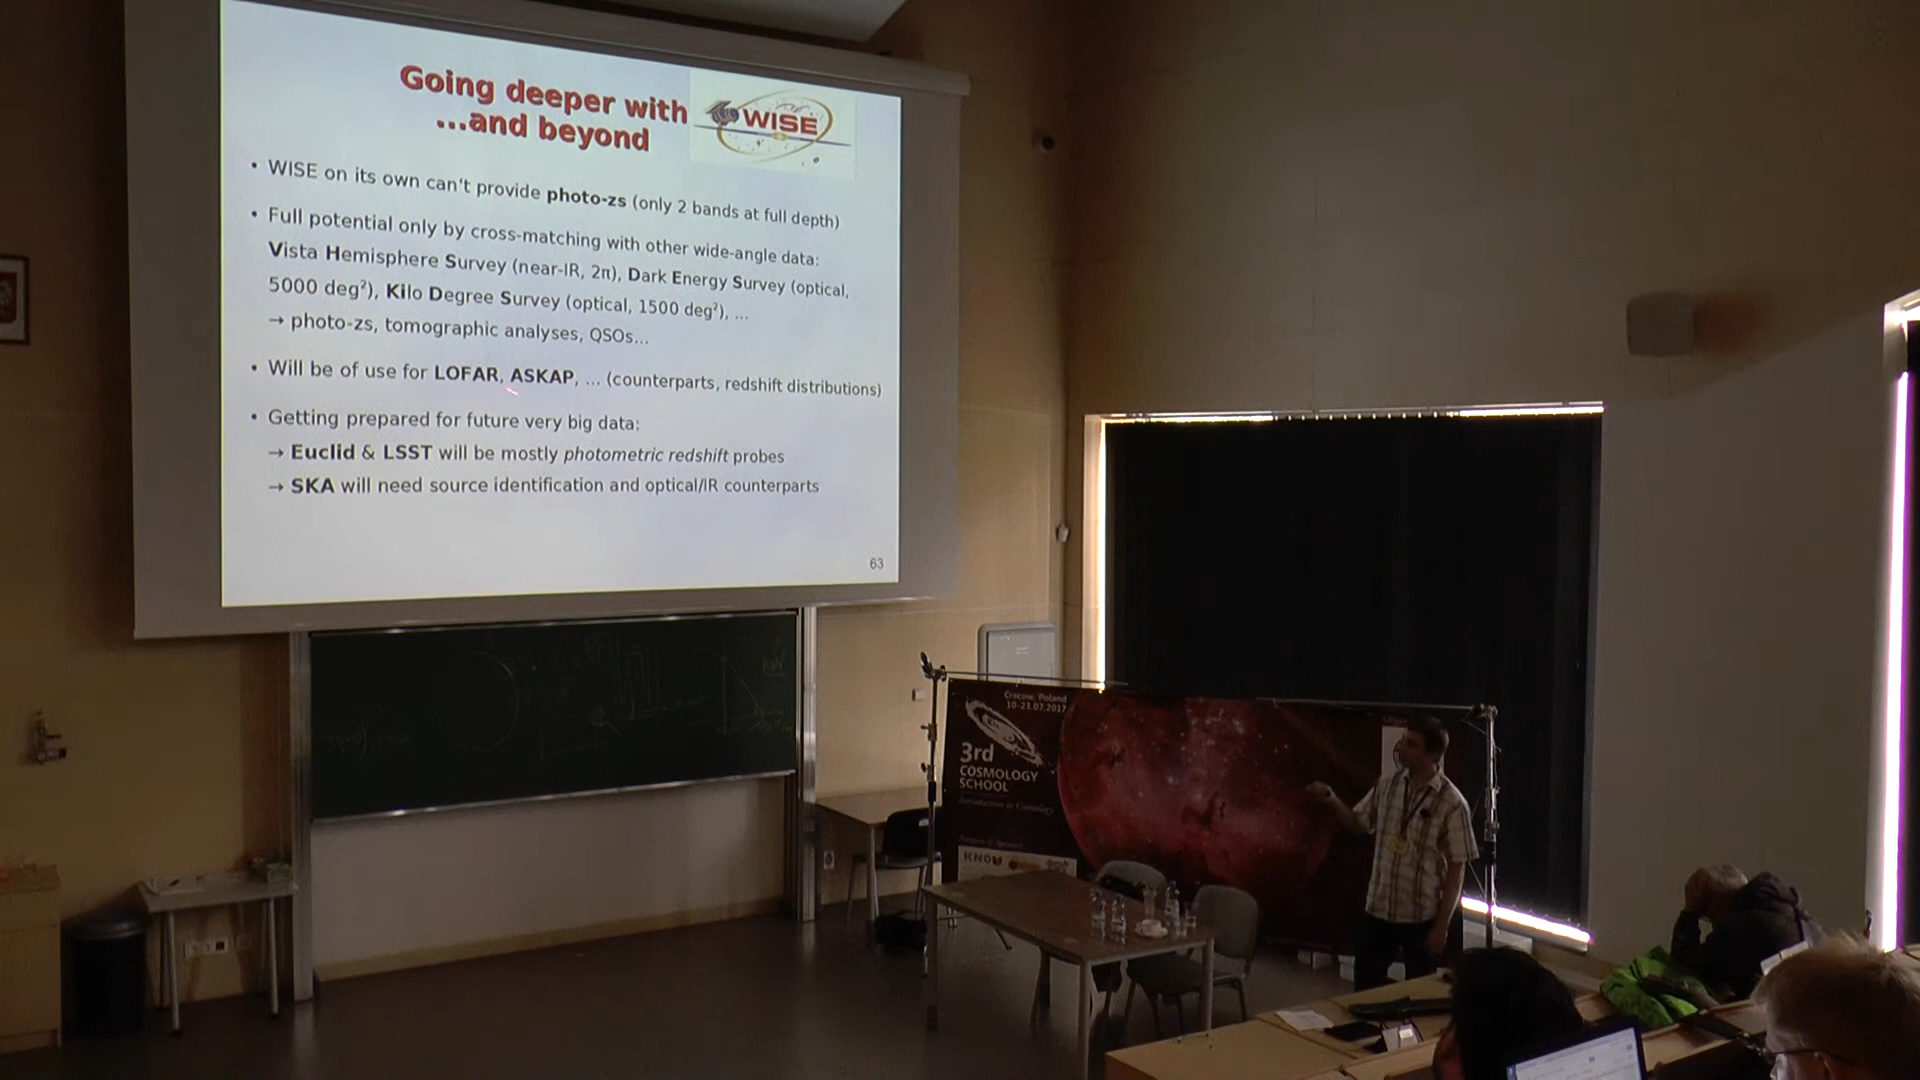 Going deeper with
WISE
...and beyond
• WISE on its own can't provide photo-zs (only 2 bands at full depth)
• Full potential only by cross-matching with other wide-angle data:
Vista Hemisphere Survey (near-IR, 2π), Dark Energy Survey (optical,
5000 deg²), Kilo Degree Survey (optical, 1500 deg²), ...
→ photo-zs, tomographic analyses, QSOs...
• Will be of use for LOFAR, ASKAP, ... (counterparts, redshift distributions)
• Getting prepared for future very big data:
→ Euclid & LSST will be mostly photometric redshift probes
→ SKA will need source identification and optical/IR counterparts
63
Cracow, Poland
10-23.07.2017
3rd
COSMOLOGY
SCHOOL
Introduction to Cosmology
KNOW